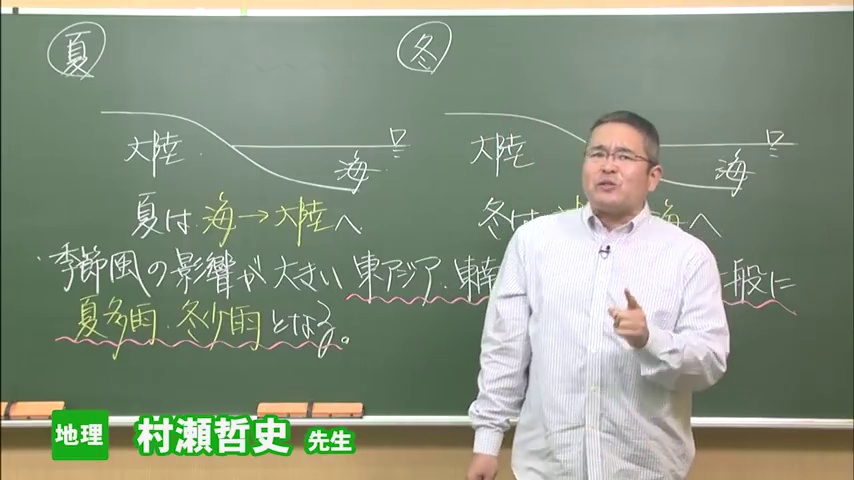 夏
冬
大陸
海
大陸
海
夏は 海→大陸へ
冬は 海へ
季節風の影響が大きい 東アジア・東南 一般に
夏多雨・冬少雨となる。
地理 村瀬哲史 先生